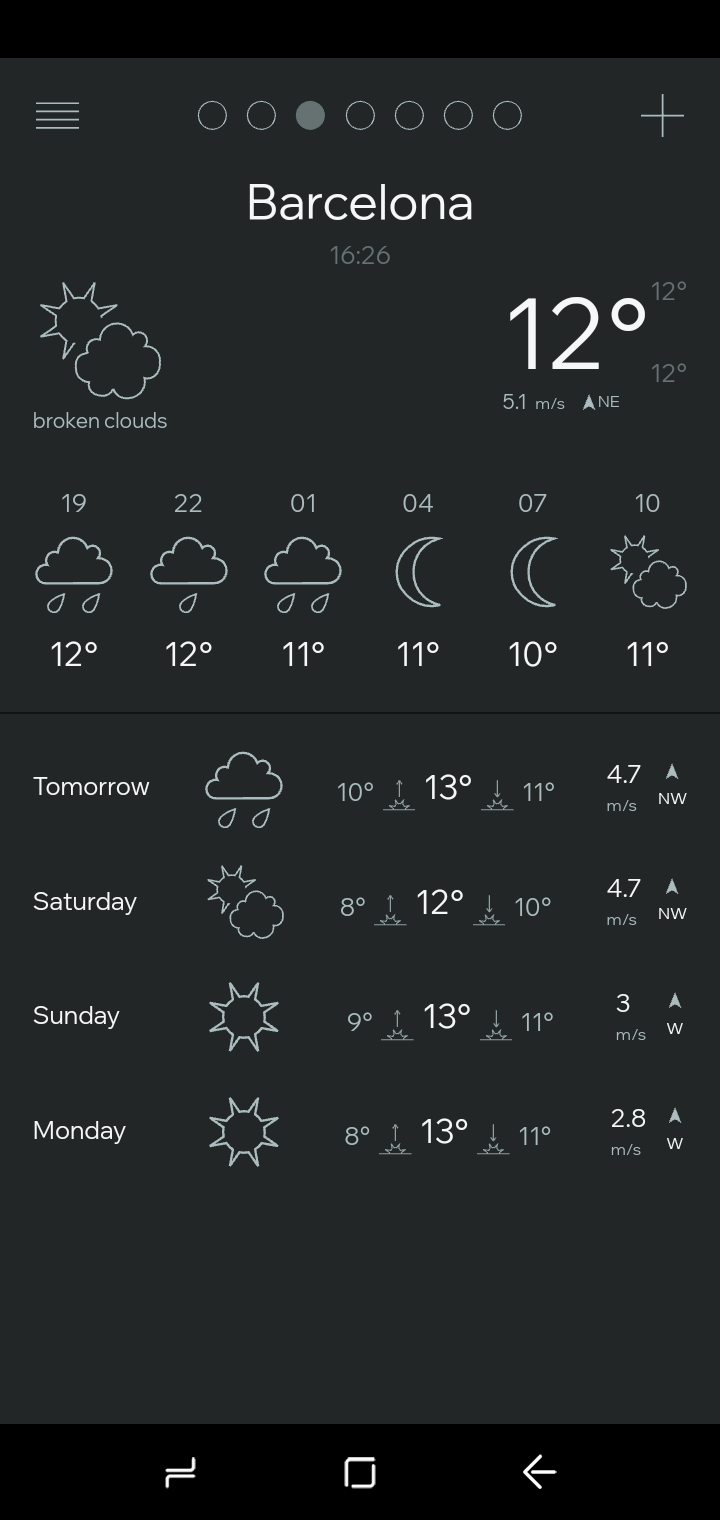 Barcelona
16:26
12° 12°
12°
5.1 m/s NE
broken clouds
19 22 01 04 07 10
12° 12° 11° 11° 10° 11°
Tomorrow 10° 13° 11° 4.7 m/s NW
Saturday 8° 12° 10° 4.7 m/s NW
Sunday 9° 13° 11° 3 m/s W
Monday 8° 13° 11° 2.8 m/s W